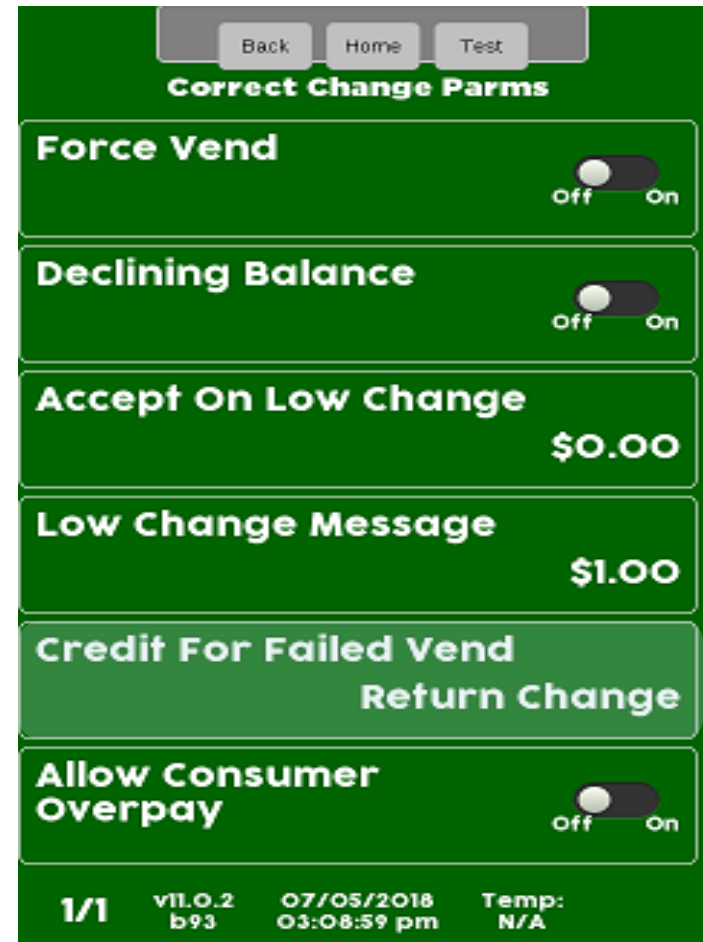 Back Home Test
Correct Change Parms
Force Vend
Off On
Declining Balance
Off On
Accept On Low Change
$0.00
Low Change Message
$1.00
Credit For Failed Vend
Return Change
Allow Consumer
Overpay
Off On
1/1 v11.0.2 07/05/2018 Temp:
b93 03:08:59 pm N/A